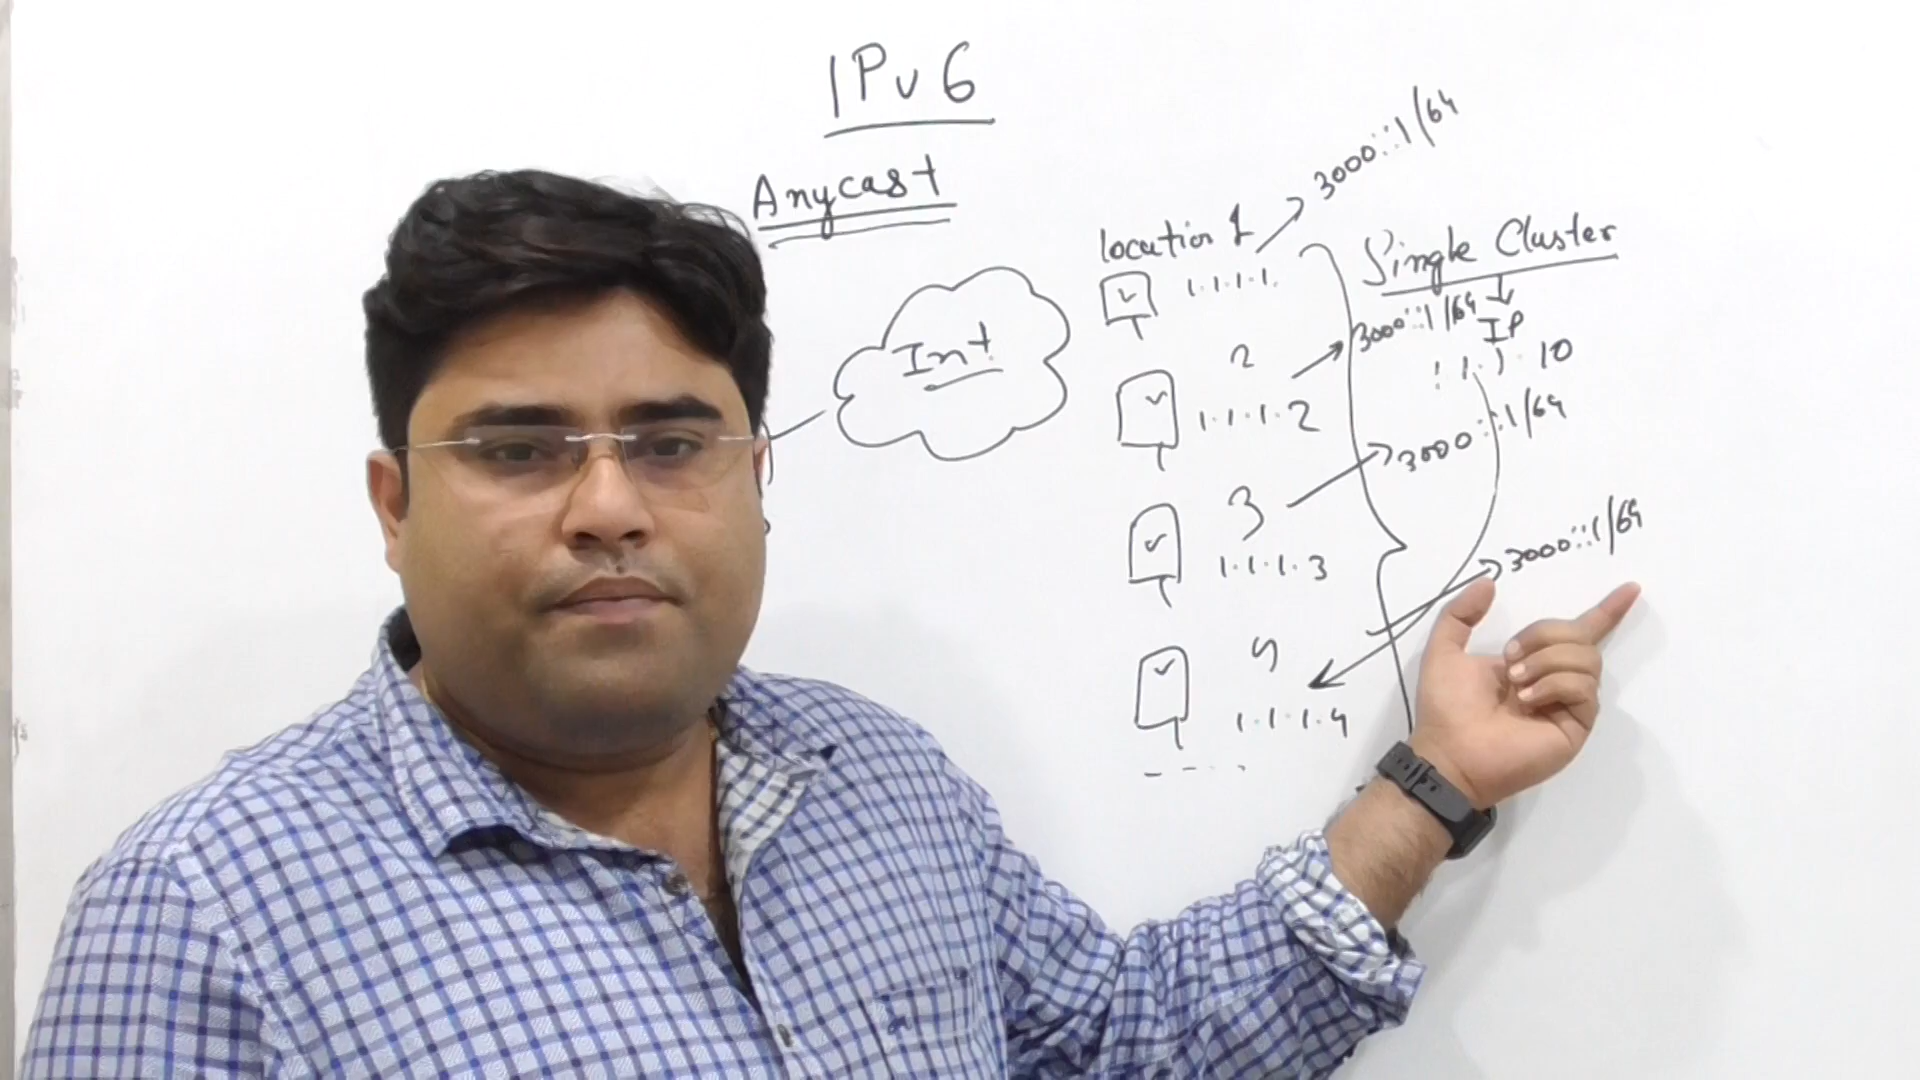 IPv6
Anycast
Int
location 1
1.1.1.1.
3000::1/64
2
1.1.1.2
3000::1/64
3
1.1.1.3
3000::1/64
4
1.1.1.4
3000::1/64
Single Cluster
IP
1.1.1.10